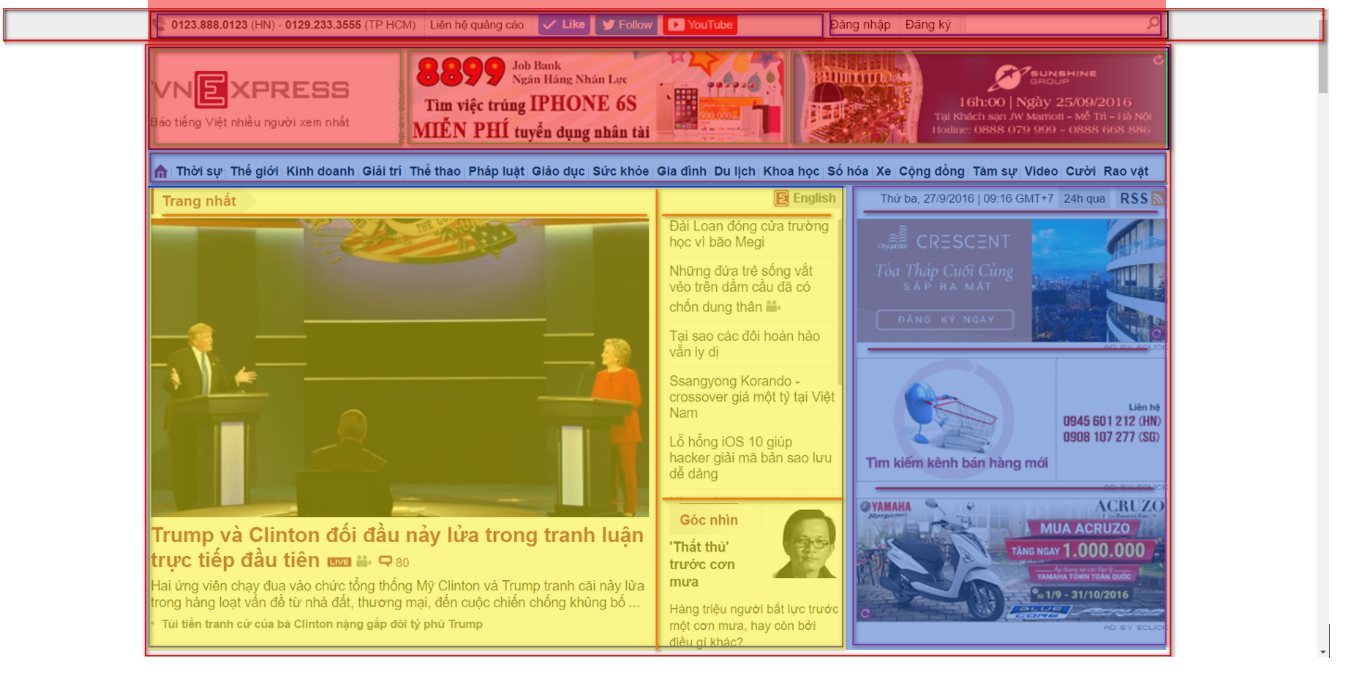 0123.888.0123 (HN) - 0129.233.3555 (TP HCM) Liên hệ quảng cáo Like Follow YouTube Đăng nhập Đăng ký
VNEXPRESS
Báo tiếng Việt nhiều người xem nhất
8899 Job Bank
Ngân Hàng Nhân Lực
Tìm việc trúng IPHONE 6S
MIỄN PHÍ tuyển dụng nhân tài
SUNSHINE
GROUP
16h:00 | Ngày 25/09/2016
Tại Khách sạn JW Marriott - Mễ Trì - Hà Nội
Hotline: 0888 079 999 - 0888 668 886
Thời sự Thế giới Kinh doanh Giải trí Thể thao Pháp luật Giáo dục Sức khỏe Gia đình Du lịch Khoa học Số hóa Xe Cộng đồng Tâm sự Video Cười Rao vặt
Trang nhất
English
Thứ ba, 27/9/2016 | 09:16 GMT+7 24h qua RSS
Trump và Clinton đối đầu nảy lửa trong tranh luận
trực tiếp đầu tiên LIVE 80
Hai ứng viên chạy đua vào chức tổng thống Mỹ Clinton và Trump tranh cãi nảy lửa
trong hàng loạt vấn đề từ nhà đất, thương mại, đến cuộc chiến chống khủng bố ...
Túi tiền tranh cử của bà Clinton nặng gấp đôi tỷ phú Trump
Đài Loan đóng cửa trường
học vì bão Megi
Những đứa trẻ sống vắt
vẻo trên dầm cầu đã có
chốn dung thân
Tại sao các đôi hoàn hảo
vẫn ly dị
Ssangyong Korando -
crossover giá một tỷ tại Việt
Nam
Lỗ hổng iOS 10 giúp
hacker giải mã bản sao lưu
dễ dàng
Góc nhìn
'Thất thủ'
trước cơn
mưa
Hàng triệu người bất lực trước
một cơn mưa, hay còn bởi
điều gì khác?
CRESCENT
Tòa Tháp Cuối Cùng
SẮP RA MẮT
ĐĂNG KÝ NGAY
AD BY ECLICK
Liên hệ
0945 601 212 (HN)
0908 107 277 (SG)
Tìm kiếm kênh bán hàng mới
AD BY ECLICK
YAMAHA
ACRUZO
MUA ACRUZO
TẶNG NGAY 1.000.000
Áp dụng tại các Đại lý
YAMAHA TOWN TOÀN QUỐC
1/9 - 31/10/2016
BLUE
CORE
AD BY ECLICK